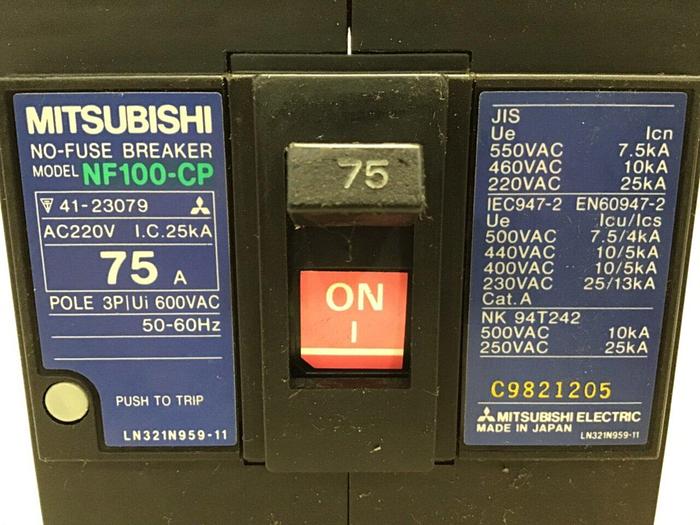 MITSUBISHI
NO-FUSE BREAKER
MODEL NF100-CP
41-23079
AC220V I.C.25kA
75 A
POLE 3P Ui 600VAC
50-60Hz
PUSH TO TRIP
LN321N959-11
75
ON
I
JIS
Ue Icn
550VAC 7.5kA
460VAC 10kA
220VAC 25kA
IEC947-2 EN60947-2
Ue Icu/Ics
500VAC 7.5/4kA
440VAC 10/5kA
400VAC 10/5kA
230VAC 25/13kA
Cat.A
NK 94T242
500VAC 10kA
250VAC 25kA
C9821205
MITSUBISHI ELECTRIC
MADE IN JAPAN LN321N959-11